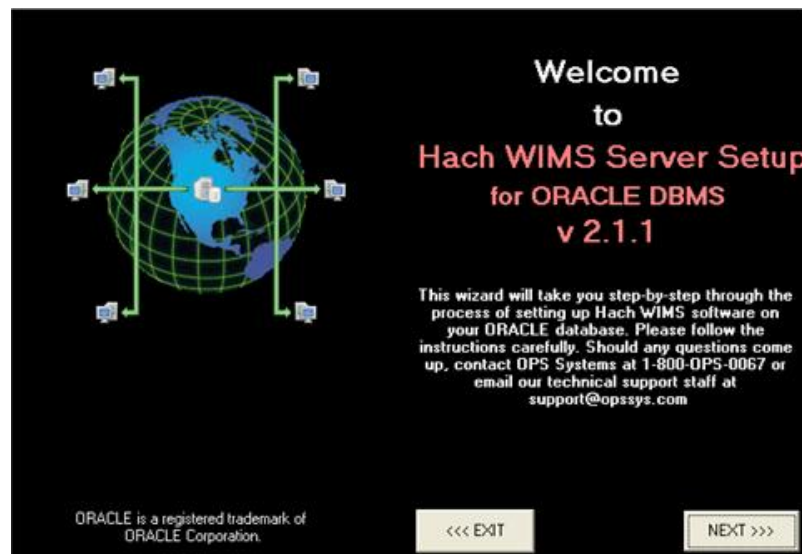 Welcome
to
Hach WIMS Server Setup
for ORACLE DBMS
v 2.1.1
This wizard will take you step-by-step through the
process of setting up Hach WIMS software on
your ORACLE database. Please follow the
instructions carefully. Should any questions come
up, contact OPS Systems at 1-800-OPS-0067 or
email our technical support staff at
support@opssys.com
ORACLE is a registered trademark of
ORACLE Corporation.
<<< EXIT
NEXT >>>